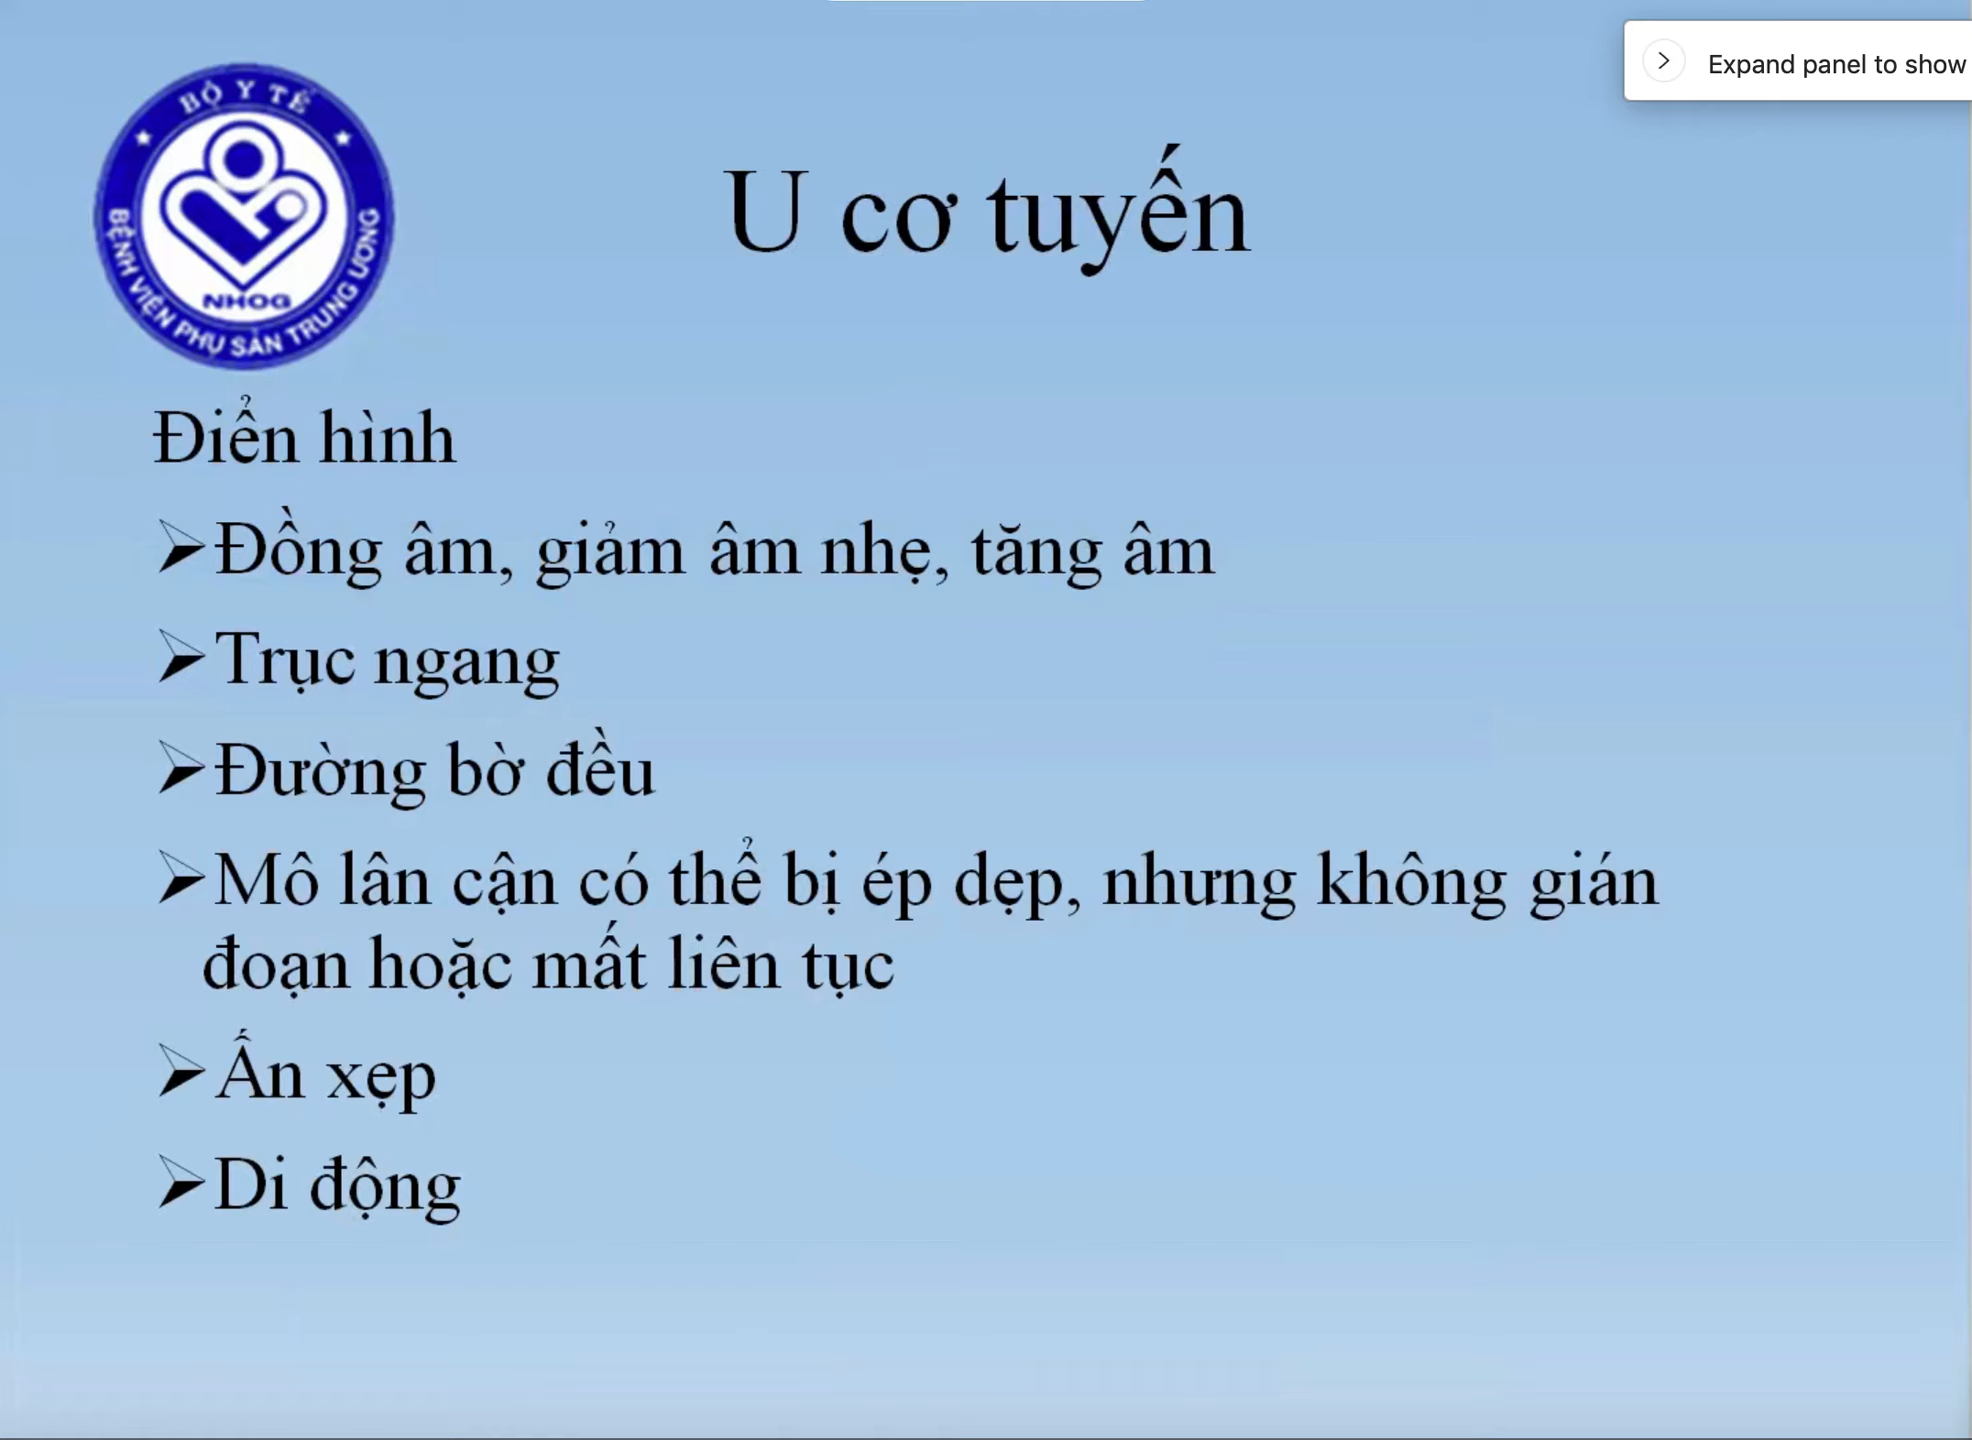 Expand panel to show
BỘ Y TẾ
NHOG
BỆNH VIỆN PHỤ SẢN TRUNG ƯƠNG
U cơ tuyến
Điển hình
➢Đồng âm, giảm âm nhẹ, tăng âm
➢Trục ngang
➢Đường bờ đều
➢Mô lân cận có thể bị ép dẹp, nhưng không gián
đoạn hoặc mất liên tục
➢Ấn xẹp
➢Di động